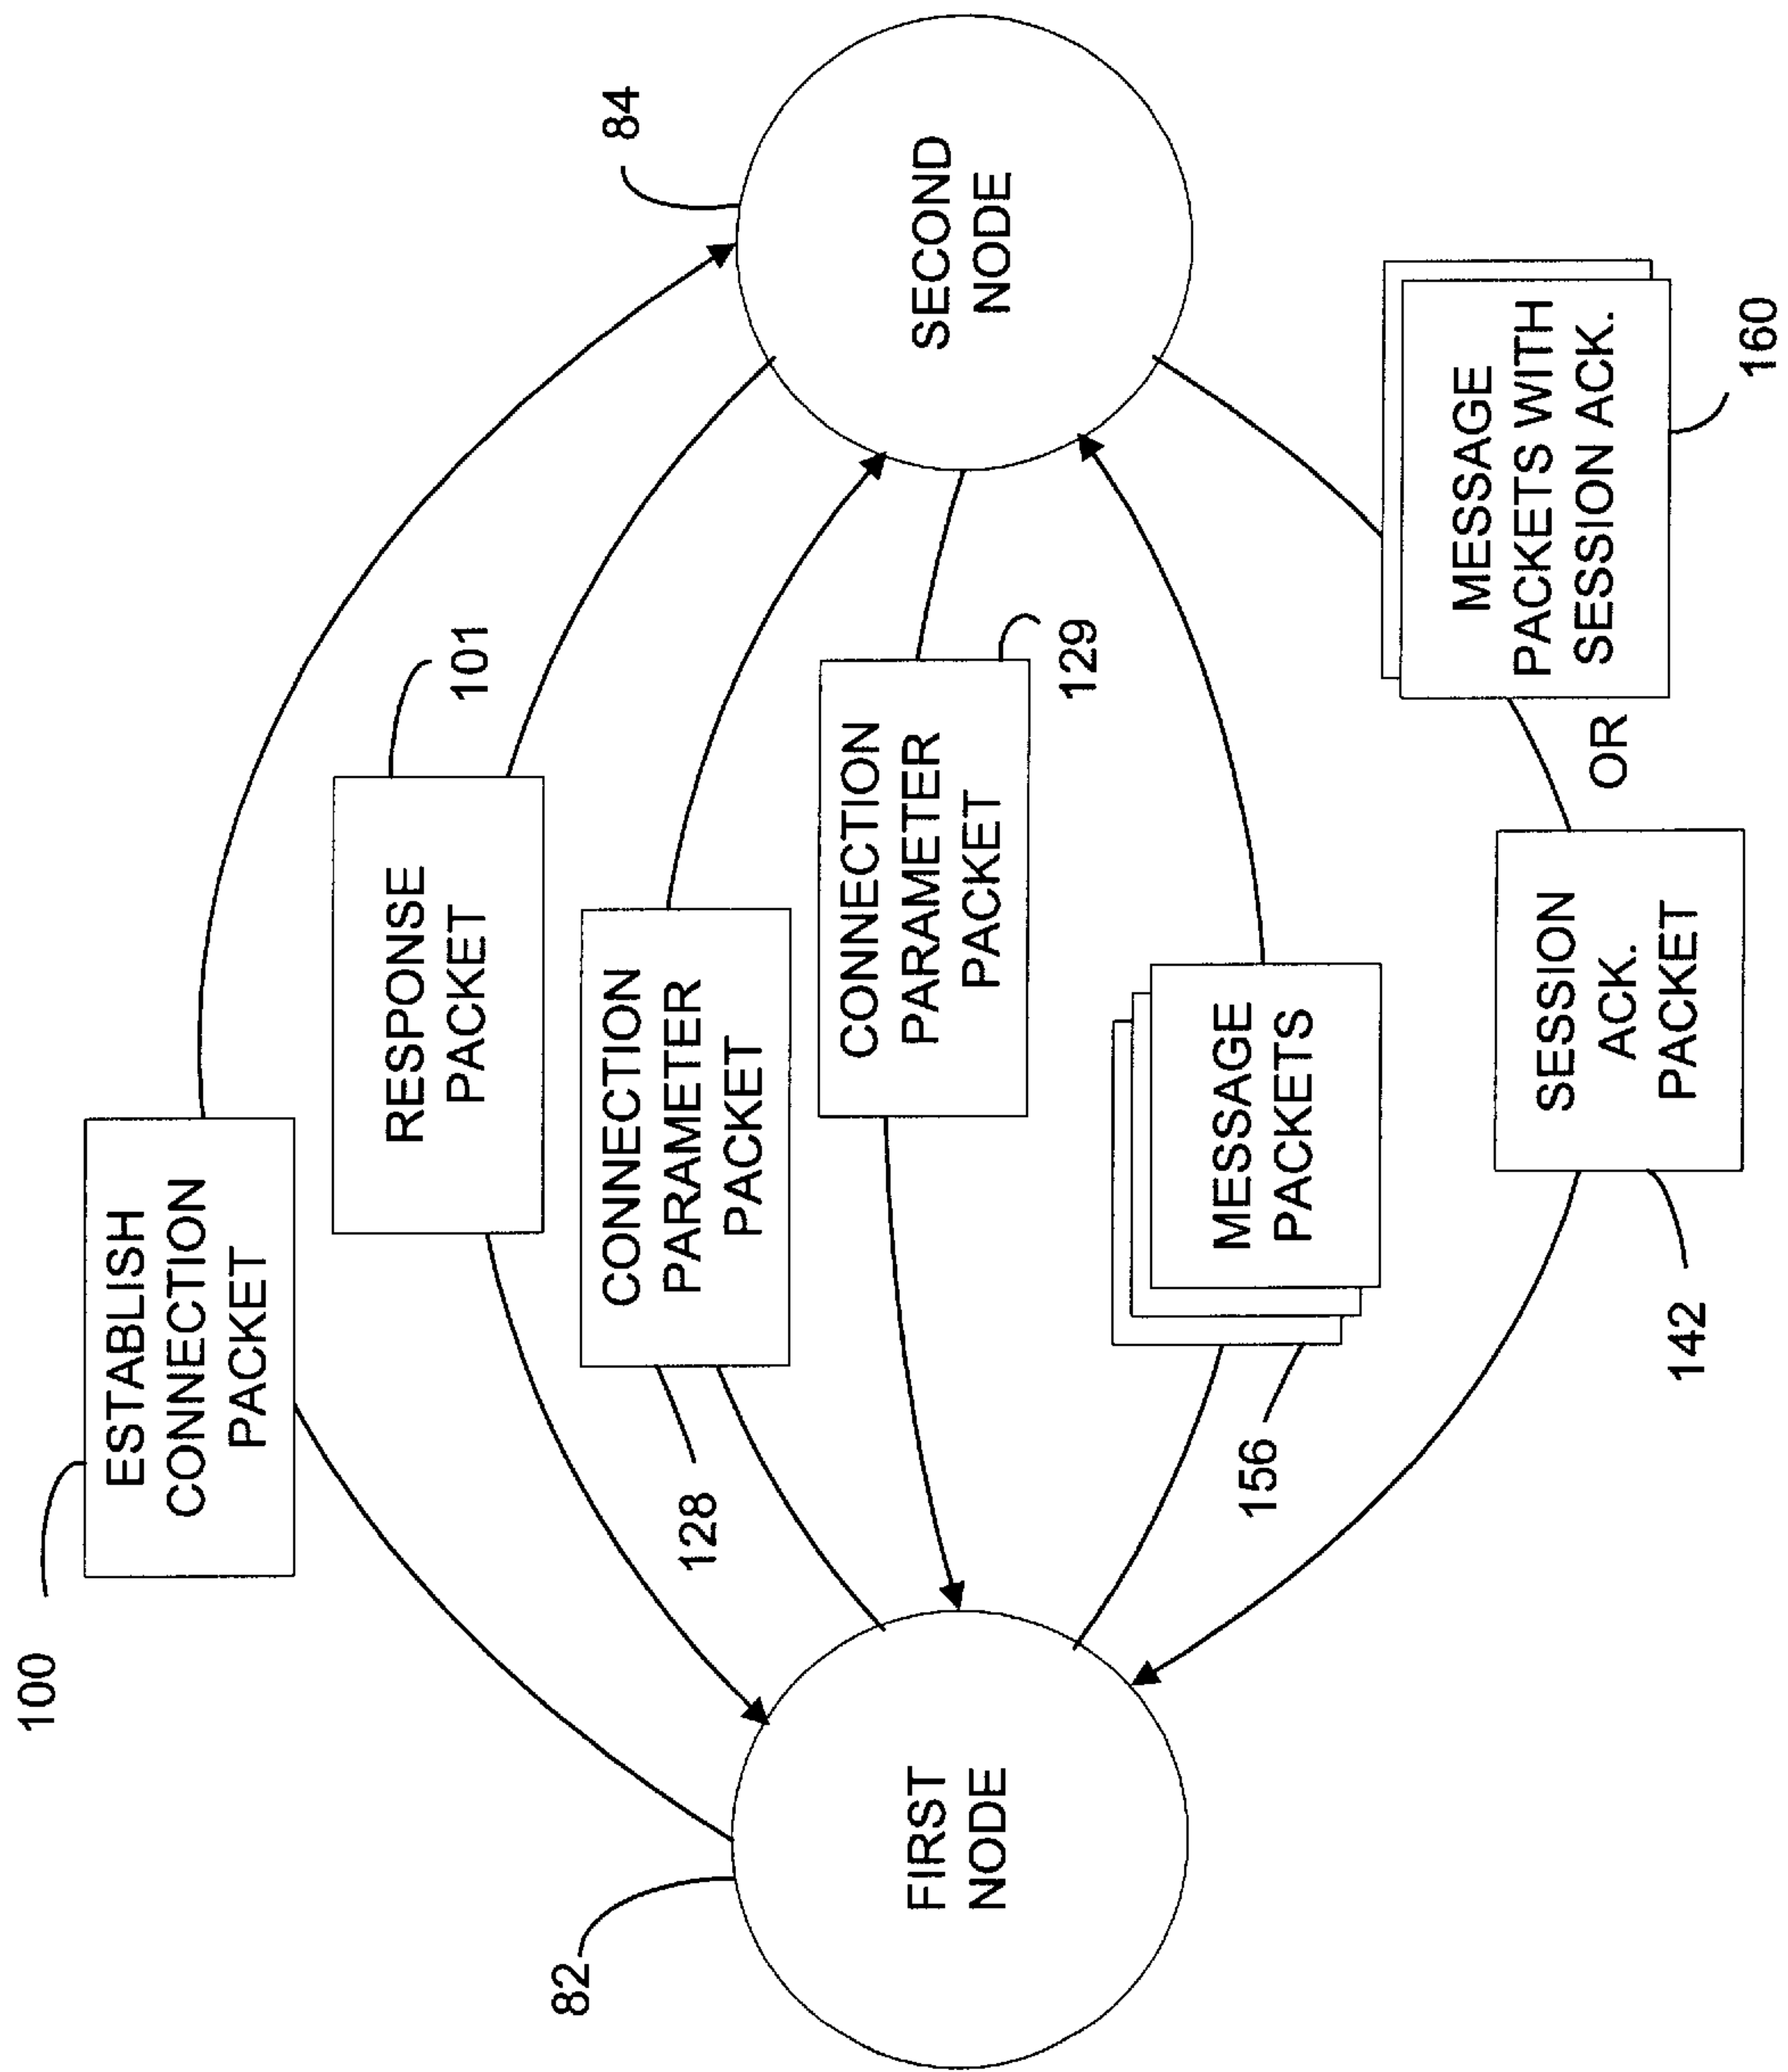 100
ESTABLISH
CONNECTION
PACKET
RESPONSE
PACKET
101
128
CONNECTION
PARAMETER
PACKET
CONNECTION
PARAMETER
PACKET
129
82
FIRST
NODE
84
SECOND
NODE
156
MESSAGE
PACKETS
142
SESSION
ACK.
PACKET
OR
MESSAGE
PACKETS WITH
SESSION ACK.
160